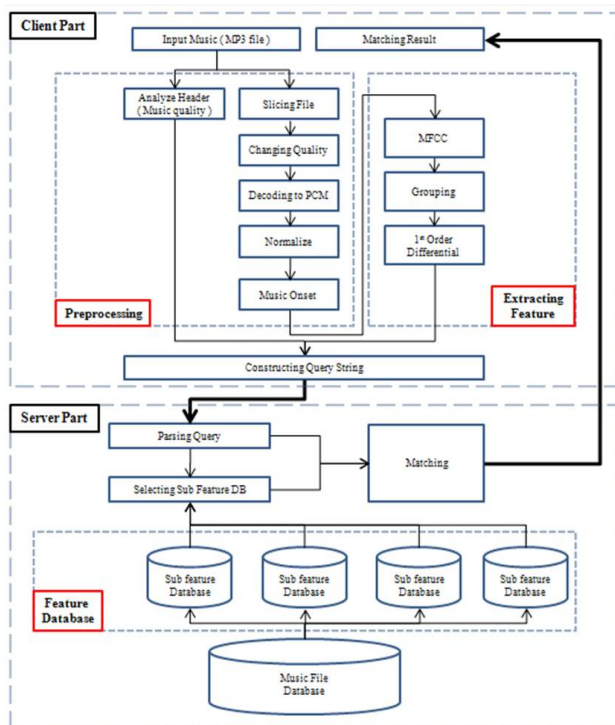 Client Part
Input Music ( MP3 file )
Matching Result
Analyze Header
( Music quality )
Slicing File
Changing Quality
Decoding to PCM
Normalize
Music Onset
Preprocessing
MFCC
Grouping
1st Order
Differential
Extracting
Feature
Constructing Query String
Server Part
Parsing Query
Selecting Sub Feature DB
Matching
Sub feature
Database
Sub feature
Database
Sub feature
Database
Sub feature
Database
Feature
Database
Music File
Database